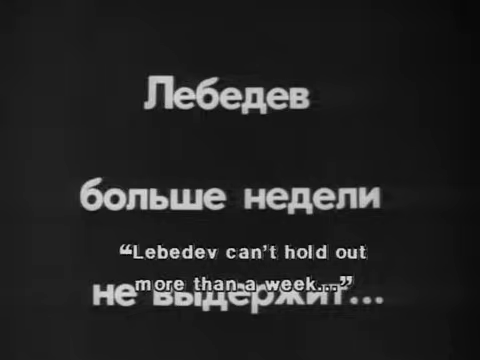 Лебедев
больше недели
“Lebedev can’t hold out
more than a week...”
не выдержит...